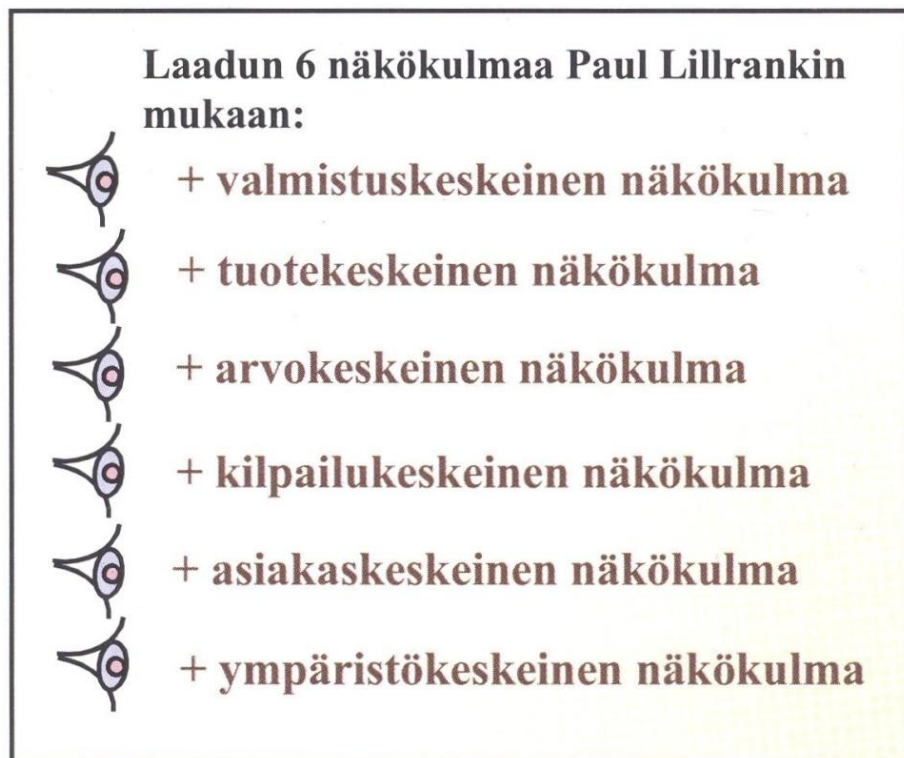 Laadun 6 näkökulmaa Paul Lillrankin
mukaan:
+ valmistuskeskeinen näkökulma
+ tuotekeskeinen näkökulma
+ arvokeskeinen näkökulma
+ kilpailukeskeinen näkökulma
+ asiakaskeskeinen näkökulma
+ ympäristökeskeinen näkökulma